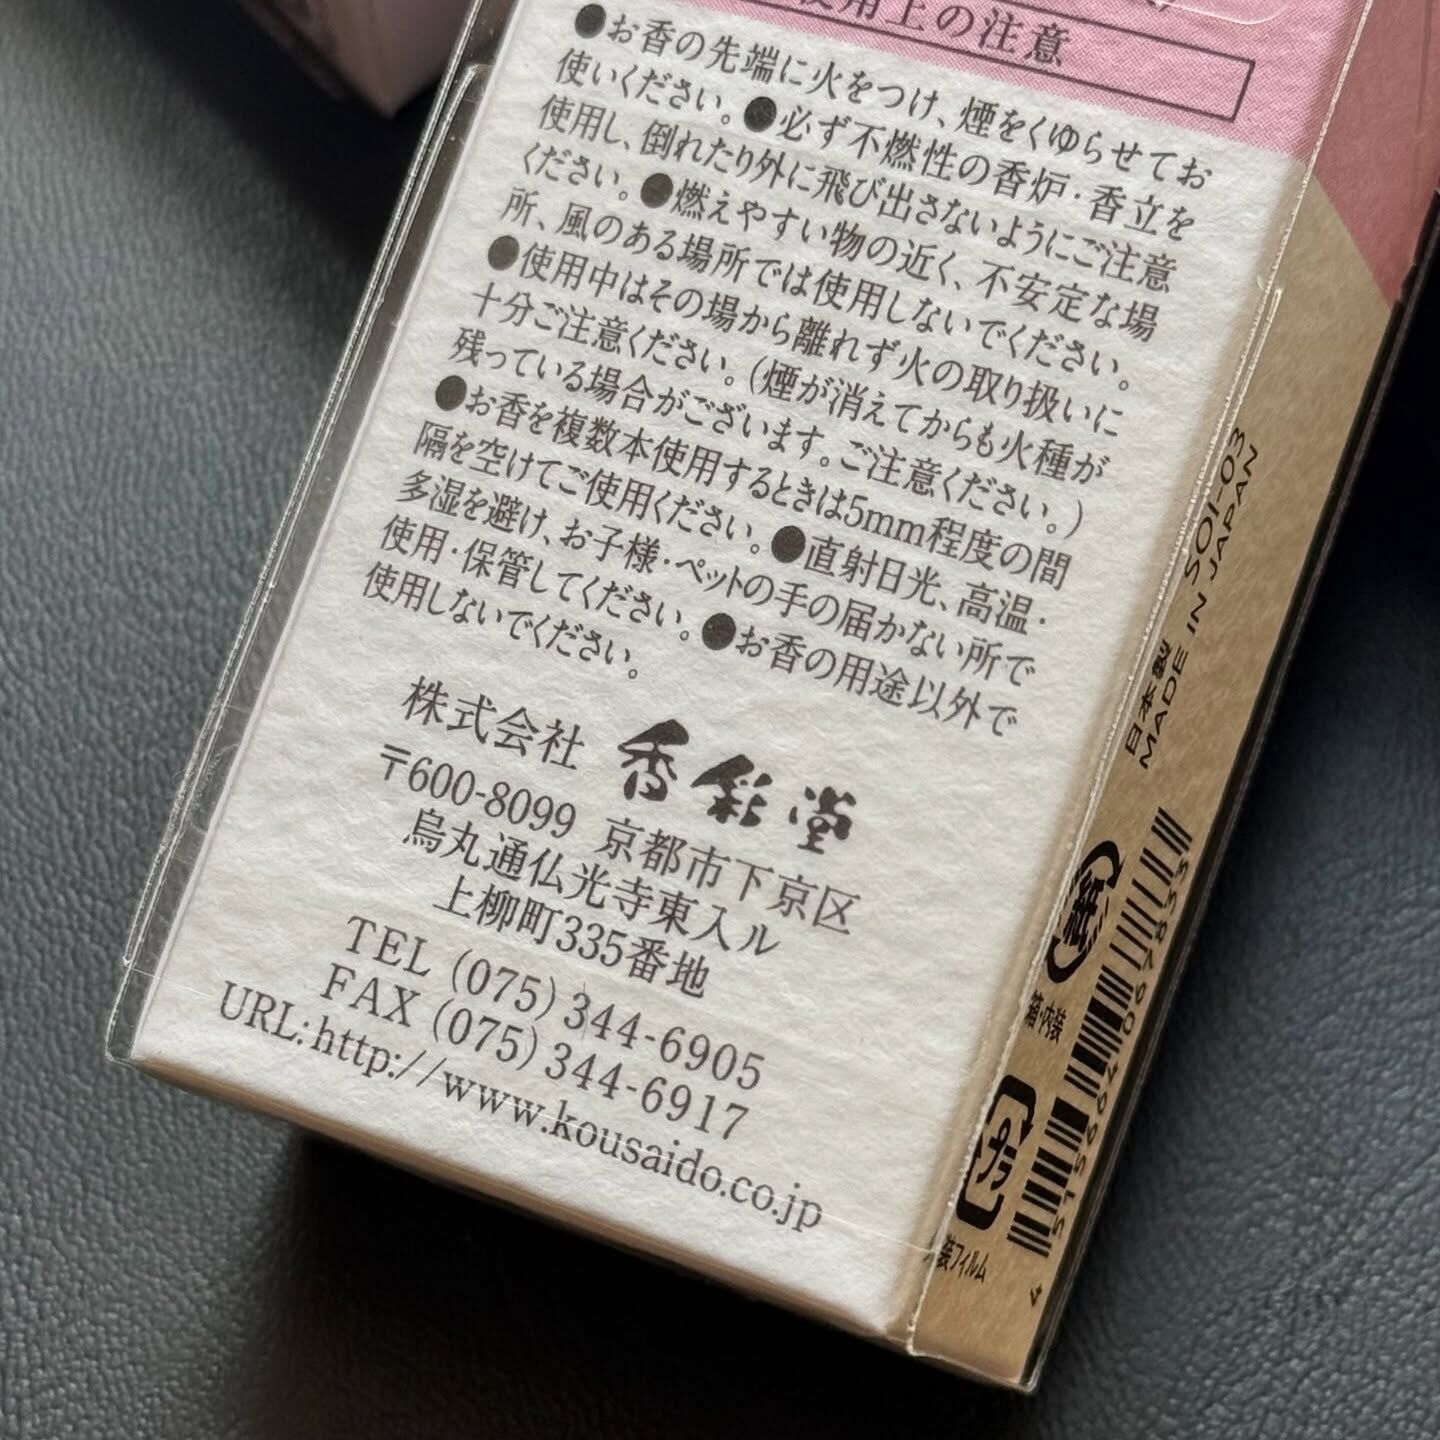 使用上の注意
●お香の先端に火をつけ、煙をくゆらせてお
使いください。●必ず不燃性の香炉・香立を
使用し、倒れたり外に飛び出さないようにご注意
ください。●燃えやすい物の近く、不安定な場
所、風のある場所では使用しないでください。
●使用中はその場から離れず火の取り扱いに
十分ご注意ください。(煙が消えてからも火種が
残っている場合がございます。ご注意ください。)
●お香を複数本使用するときは5mm程度の間
隔を空けてご使用ください。●直射日光、高温・
多湿を避け、お子様・ペットの手の届かない所で
使用・保管してください。●お香の用途以外で
使用しないでください。
株式会社 香彩堂
〒600-8099 京都市下京区
烏丸通仏光寺東入ル
上柳町335番地
TEL (075) 344-6905
FAX (075) 344-6917
URL: http://www.kousaido.co.jp
SOI-03
日本製 MADE IN JAPAN
紙
箱・内装
プラ
装フィルム